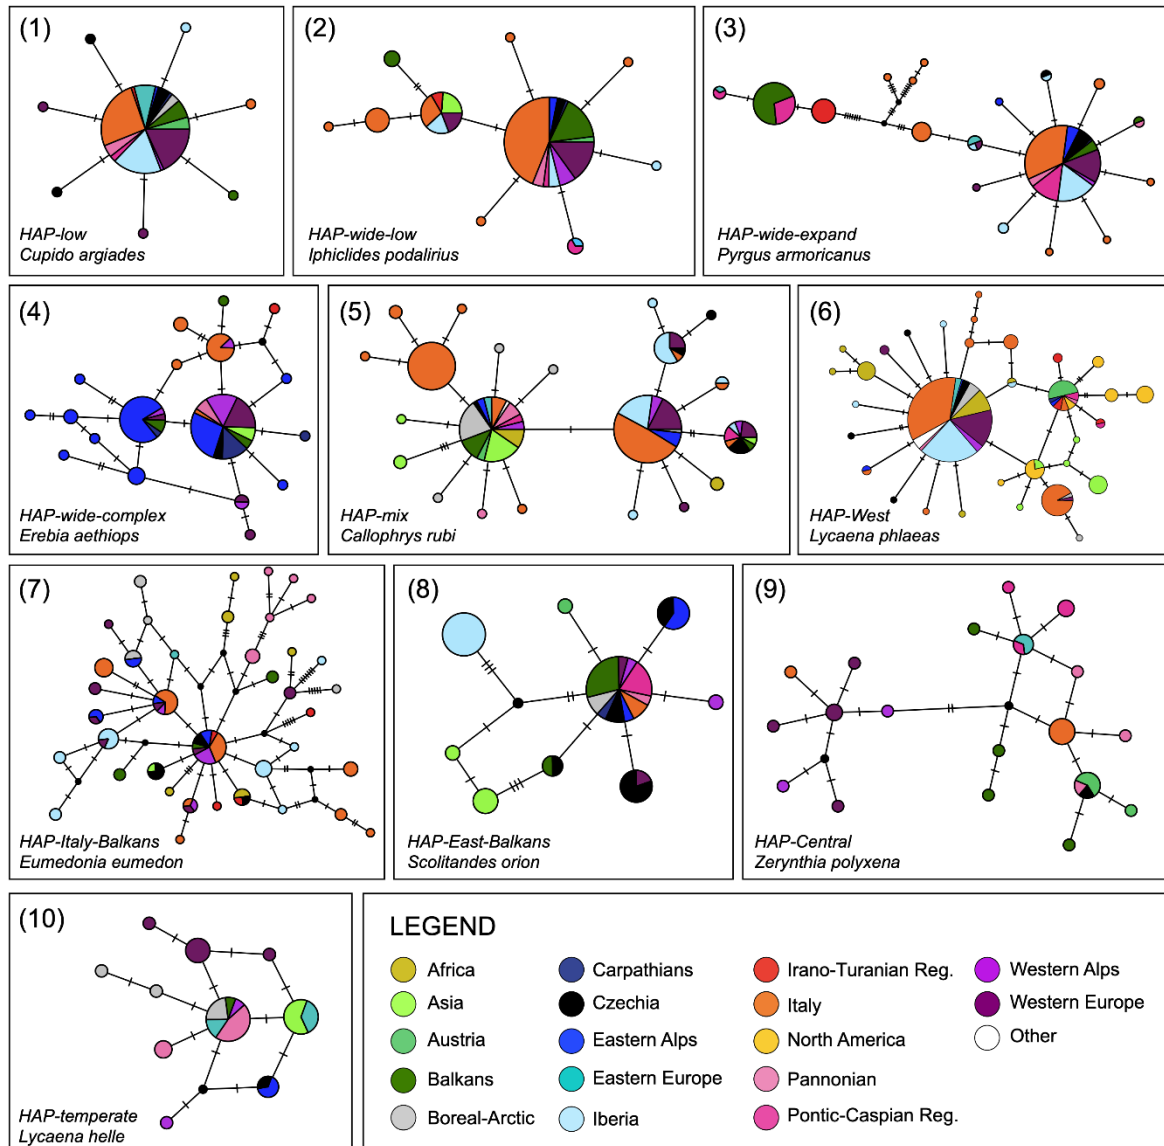 (1)
HAP-low
Cupido argiades
(2)
HAP-wide-low
Iphiclides podalirius
(3)
HAP-wide-expand
Pyrgus armoricanus
(4)
HAP-wide-complex
Erebia aethiops
(5)
HAP-mix
Callophrys rubi
(6)
HAP-West
Lycaena phlaeas
(7)
HAP-Italy-Balkans
Eumedonia eumedon
(8)
HAP-East-Balkans
Scolitandes orion
(9)
HAP-Central
Zerynthia polyxena
(10)
HAP-temperate
Lycaena helle
LEGEND
Africa
Asia
Austria
Balkans
Boreal-Arctic
Carpathians
Czechia
Eastern Alps
Eastern Europe
Iberia
Irano-Turanian Reg.
Italy
North America
Pannonian
Pontic-Caspian Reg.
Western Alps
Western Europe
Other